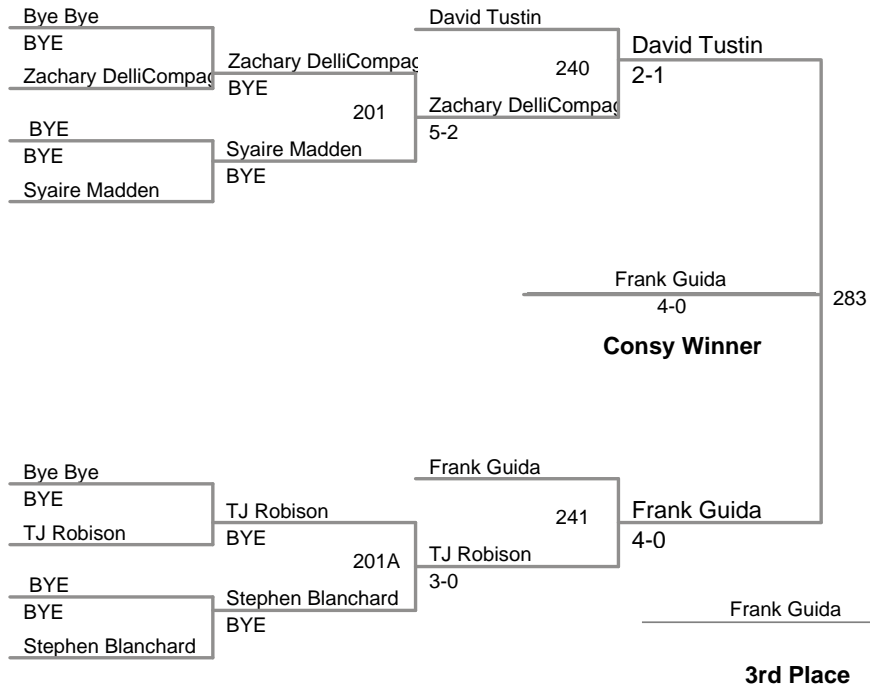 Bye Bye
BYE
Zachary DelliCompag
BYE
BYE
Syaire Madden
Zachary DelliCompag
BYE
201
Syaire Madden
BYE
David Tustin
240
Zachary DelliCompag
5-2
David Tustin
2-1
Frank Guida
4-0
283
Consy Winner
Bye Bye
BYE
TJ Robison
BYE
BYE
Stephen Blanchard
TJ Robison
BYE
201A
Stephen Blanchard
BYE
Frank Guida
241
TJ Robison
3-0
Frank Guida
4-0
Frank Guida
3rd Place